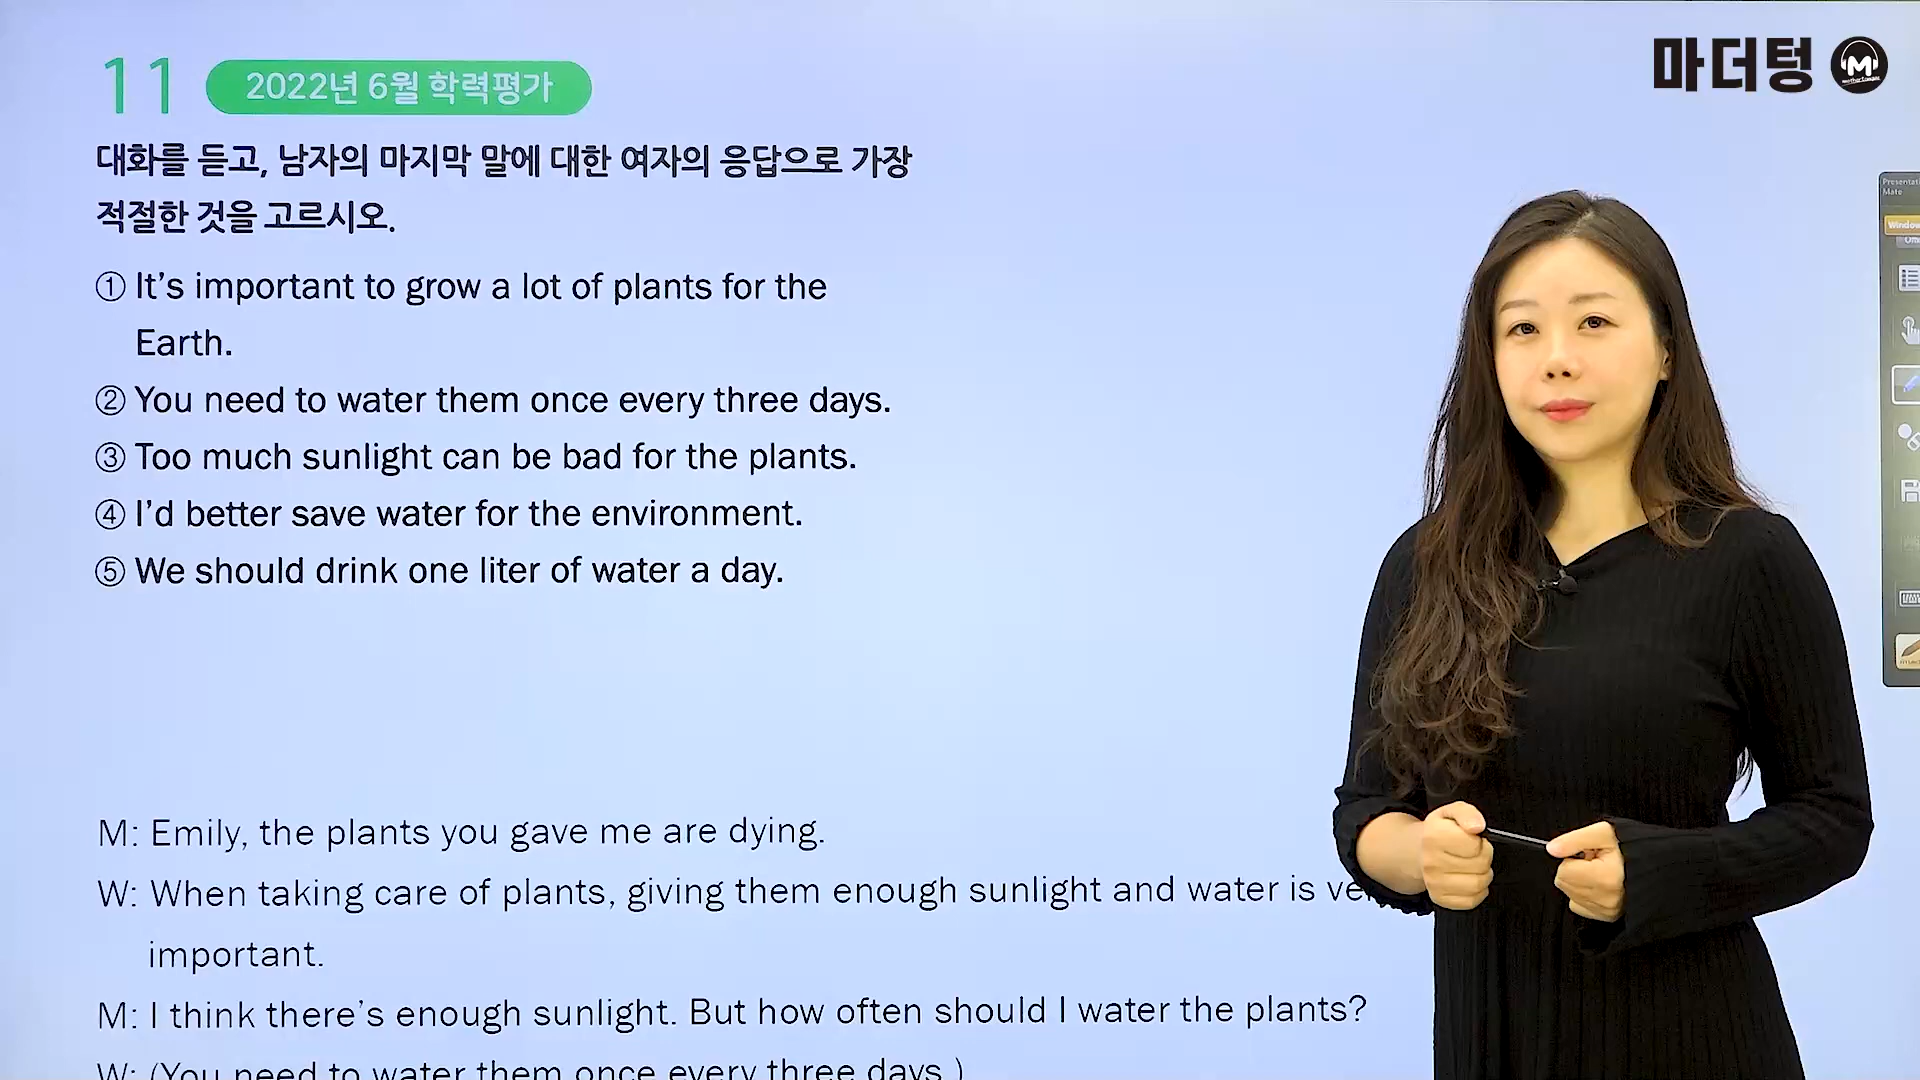 마더텅
M
11
2022년 6월 학력평가
대화를 듣고, 남자의 마지막 말에 대한 여자의 응답으로 가장
적절한 것을 고르시오.
① It's important to grow a lot of plants for the
Earth.
② You need to water them once every three days.
③ Too much sunlight can be bad for the plants.
④ I'd better save water for the environment.
⑤ We should drink one liter of water a day.
M: Emily, the plants you gave me are dying.
W: When taking care of plants, giving them enough sunlight and water is
important.
M: I think there's enough sunlight. But how often should I water the plants?
W: (You need to water them once every three days.)
Mate